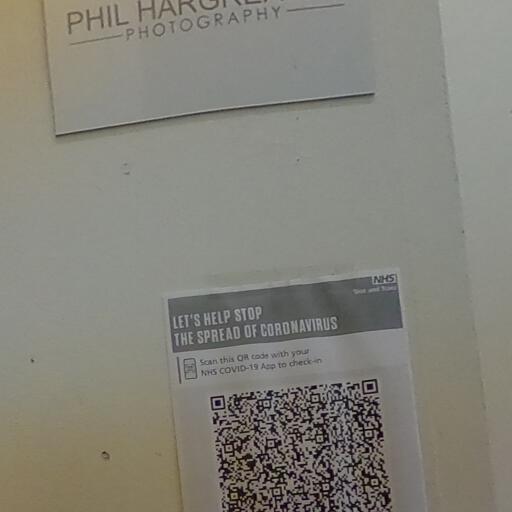 PHIL
PHOTOGRAPHY
NHS
Test and Trace
LET'S HELP STOP
THE SPREAD OF CORONAVIRUS
Scan this QR code with your
NHS COVID-19 App to check-in